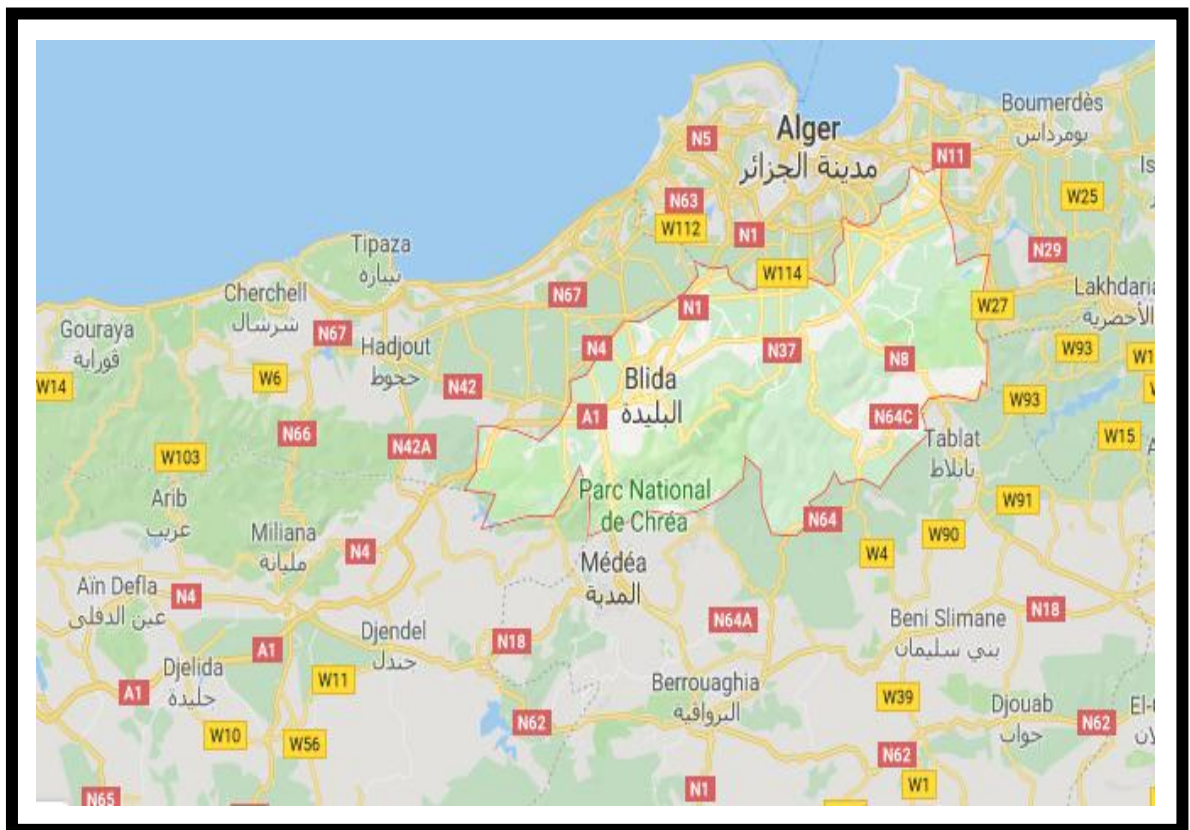 Boumerdès
بومرداس
N5
Alger
مدينة الجزائر
N11
Is
W25
N63
W112
N1
N29
Tipaza
تيبازة
W114
Cherchell
شرشال
N67
N1
W27
Lakhdaria
الأخضرية
Gouraya
قوراية
N67
Hadjout
حجوط
N4
N37
N8
W93
W1
W14
W6
N42
Blida
البليدة
W93
N66
N42A
A1
N64C
Tablat
تابلاط
W15
W103
Arib
عريب
Parc National
de Chréa
N64
W91
Miliana
مليانة
N4
W4
W90
Médéa
المدية
Aïn Defla
عين الدفلى
N4
N64A
Beni Slimane
بني سليمان
N18
A1
Djendel
جندل
N18
Djelida
جليدة
A1
W11
Berrouaghia
البرواقية
W39
Djouab
جواب
N62
El-
N62
W10
W56
N62
N1
W1
N65